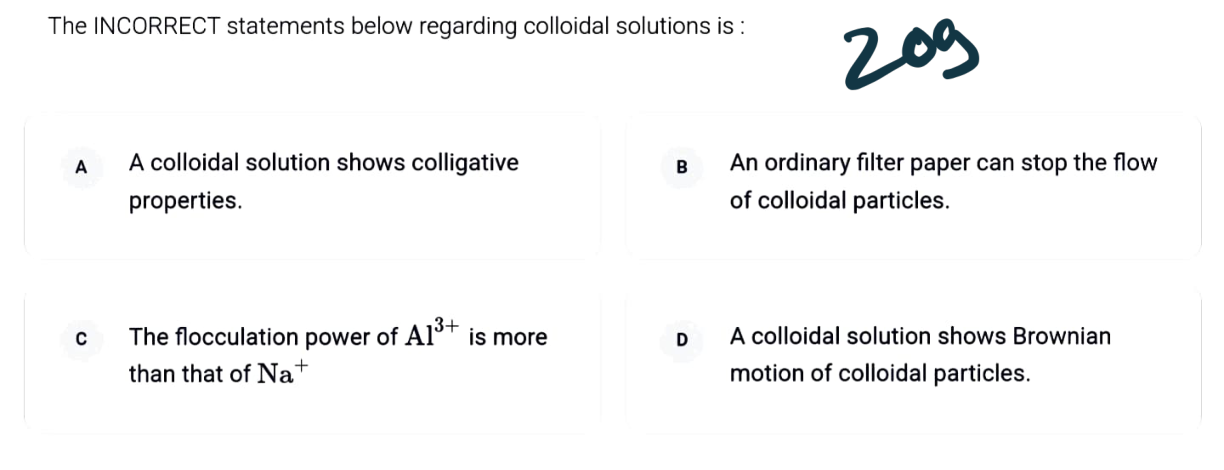 The INCORRECT statements below regarding colloidal solutions is :
209
A
A colloidal solution shows colligative
properties.
B
An ordinary filter paper can stop the flow
of colloidal particles.
C
The flocculation power of Al³⁺ is more
than that of Na⁺
D
A colloidal solution shows Brownian
motion of colloidal particles.